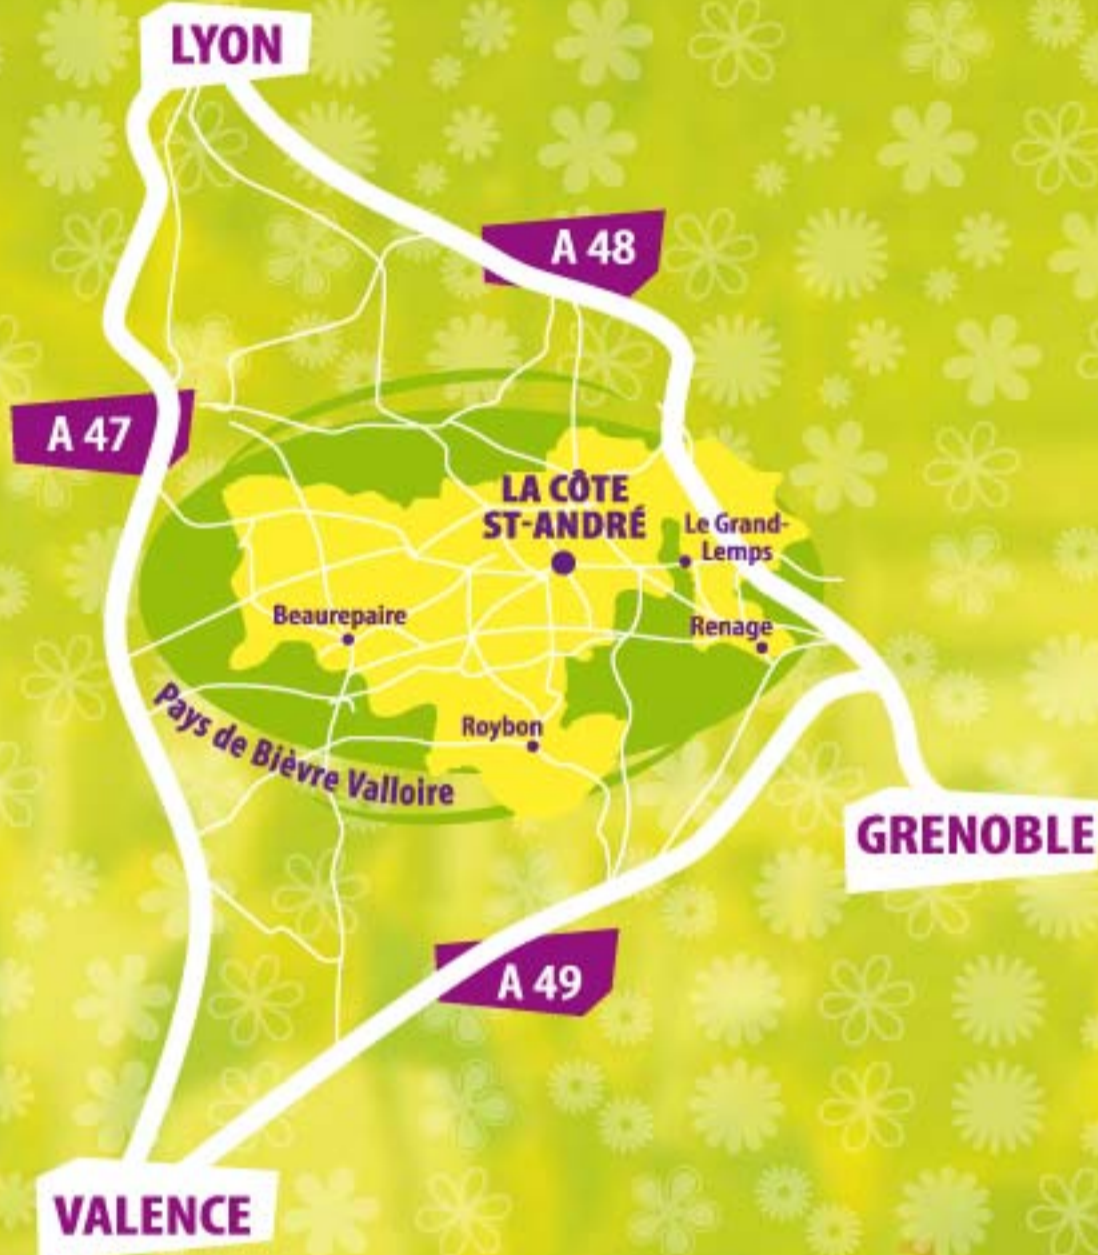 LYON
A 48
A 47
LA CÔTE
ST-ANDRÉ
Le Grand-
Lemps
Beaurepaire
Renage
Pays de Bièvre Valloire
Roybon
GRENOBLE
A 49
VALENCE